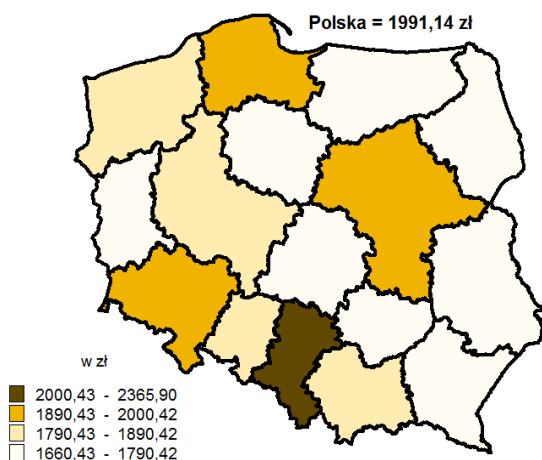 Polska = 1991,14 zł
w zł
2000,43 - 2365,90
1890,43 - 2000,42
1790,43 - 1890,42
1660,43 - 1790,42